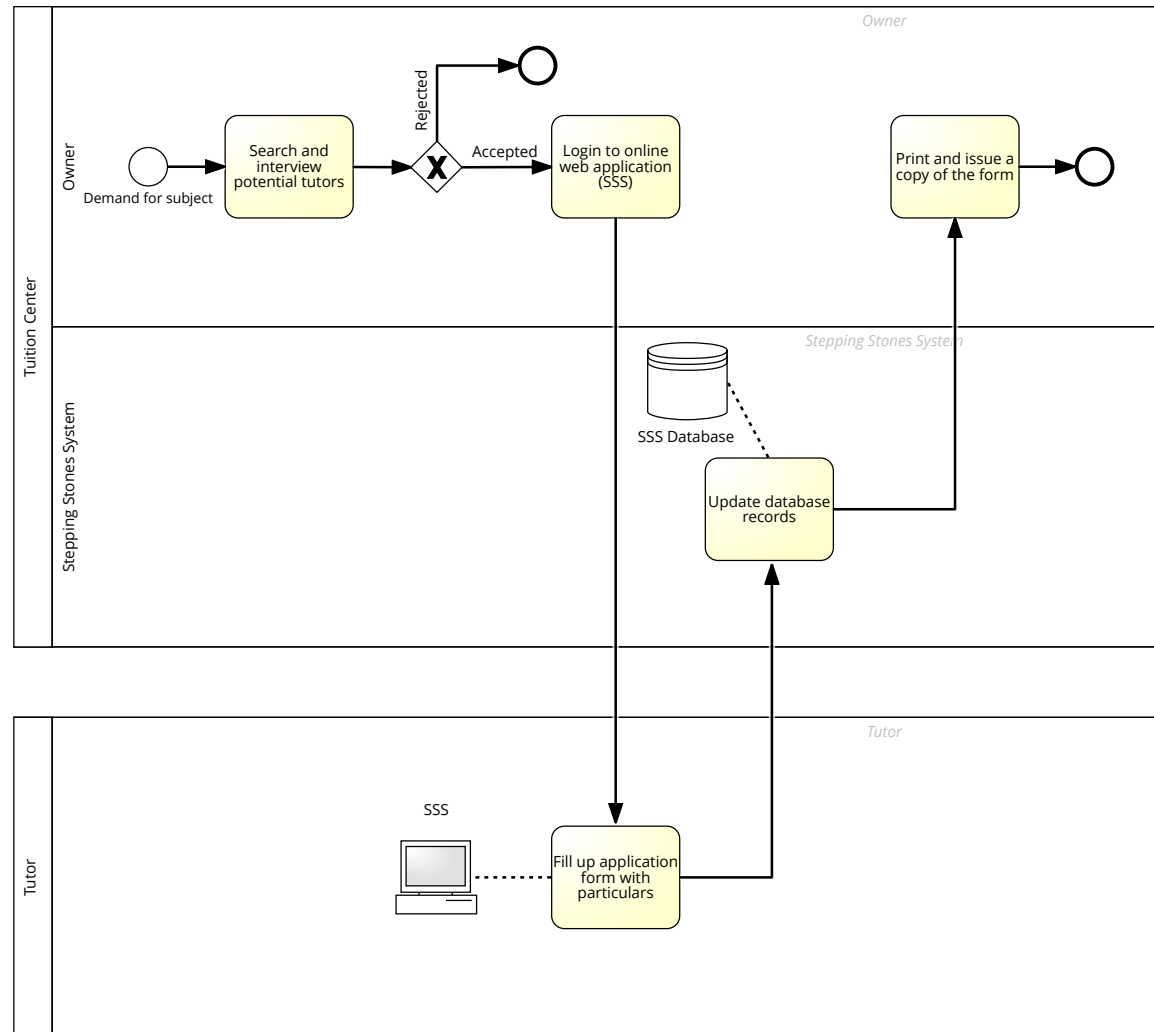 Owner
Rejected
Search and
interview
potential tutors
Accepted
Login to online
web application
(SSS)
Print and issue a
copy of the form
Owner
Demand for subject
Tuition Center
Stepping Stones System
SSS Database
Stepping Stones System
Update database
records
Tutor
SSS
Tutor
Fill up application
form with
particulars